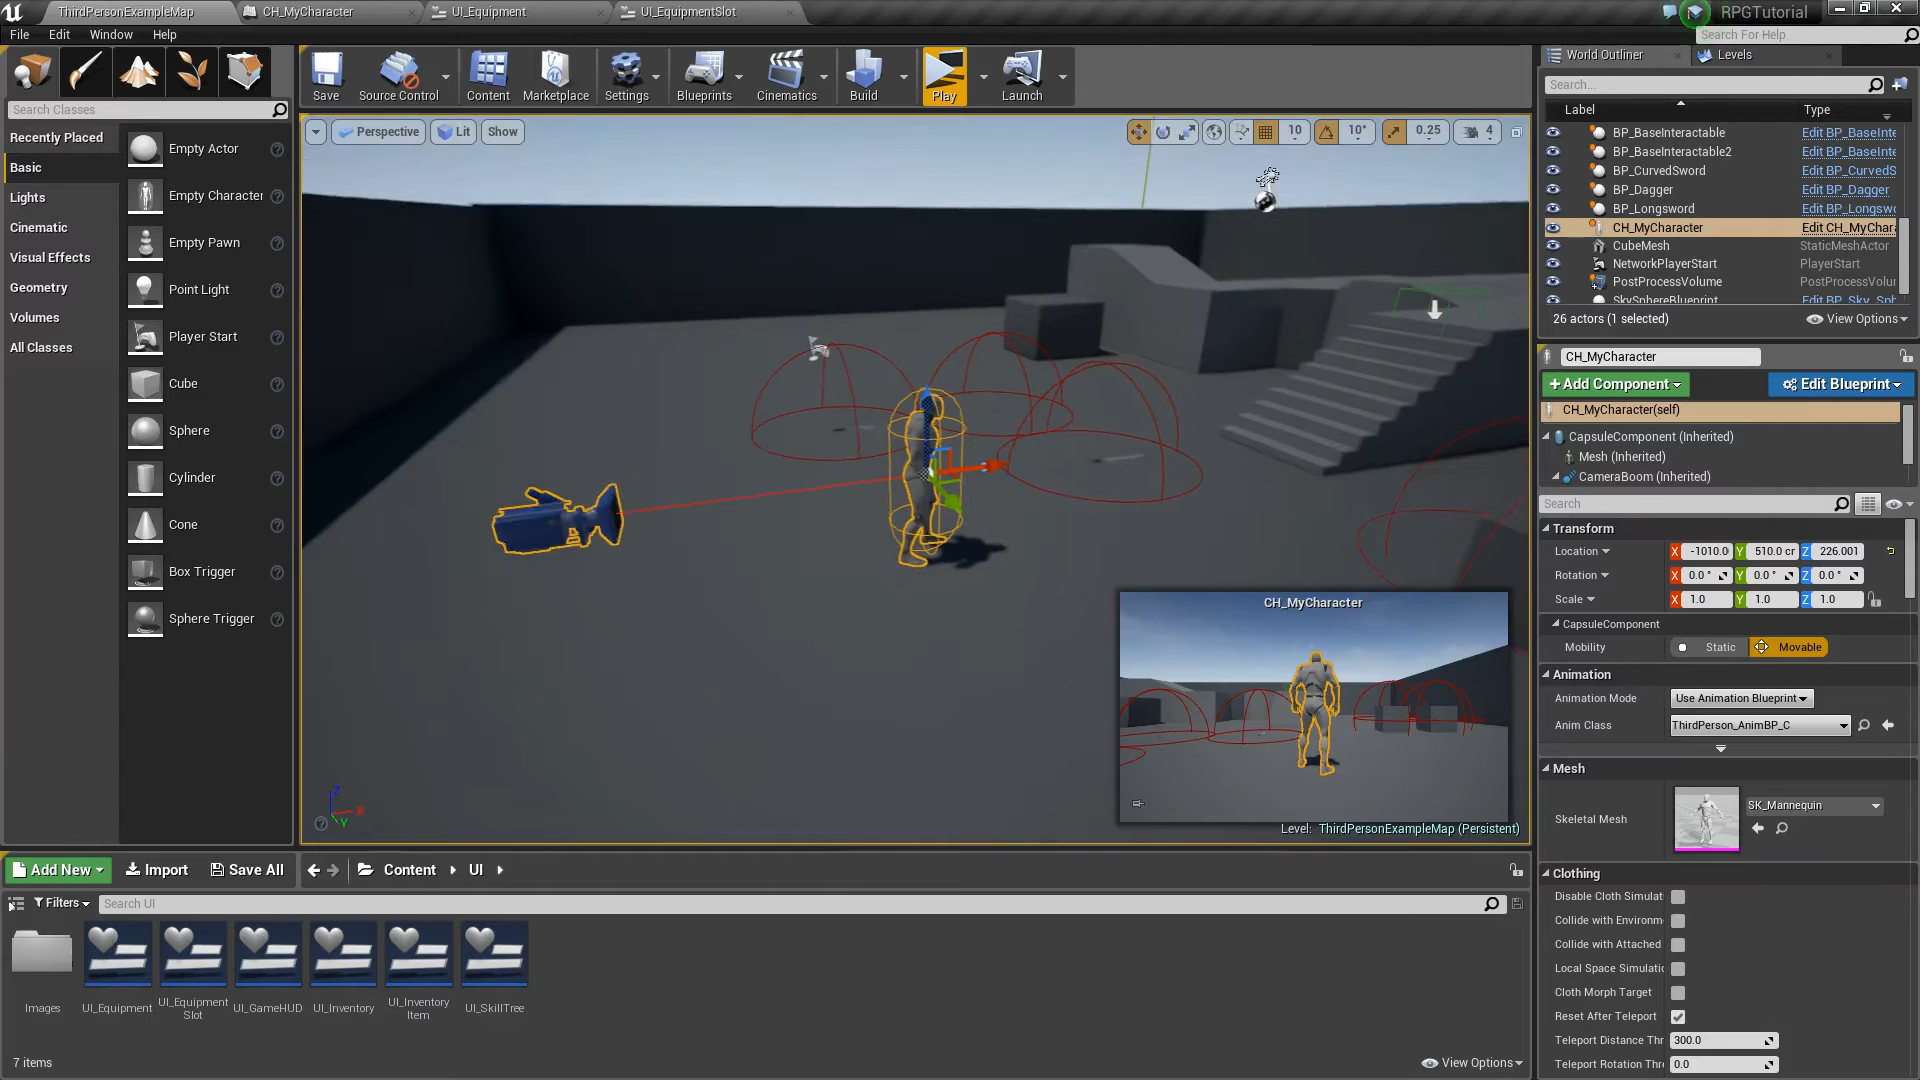 ThirdPersonExampleMap
CH_MyCharacter
UI_Equipment
UI_EquipmentSlot
RPGTutorial
File
Edit
Window
Help
Search For Help
Search Classes
Recently Placed
Basic
Lights
Cinematic
Visual Effects
Geometry
Volumes
All Classes
Empty Actor
Empty Character
Empty Pawn
Point Light
Player Start
Cube
Sphere
Cylinder
Cone
Box Trigger
Sphere Trigger
Save
Source Control
Content
Marketplace
Settings
Blueprints
Cinematics
Build
Play
Launch
Perspective
Lit
Show
10
10°
0.25
4
CH_MyCharacter
Level: ThirdPersonExampleMap (Persistent)
X
Y
Z
World Outliner
Levels
Search...
Label
Type
BP_BaseInteractable
Edit BP_BaseInte
BP_BaseInteractable2
Edit BP_BaseInte
BP_CurvedSword
Edit BP_CurvedS
BP_Dagger
Edit BP_Dagger
BP_Longsword
Edit BP_Longswo
CH_MyCharacter
Edit CH_MyChara
CubeMesh
StaticMeshActor
NetworkPlayerStart
PlayerStart
PostProcessVolume
PostProcessVolur
SkySphereBlueprint
Edit BP_Sky_Sph
26 actors (1 selected)
View Options
CH_MyCharacter
+Add Component
Edit Blueprint
CH_MyCharacter(self)
CapsuleComponent (Inherited)
Mesh (Inherited)
CameraBoom (Inherited)
Search
Transform
Location
X -1010.0
Y 510.0 cr
Z 226.001
Rotation
X 0.0 °
Y 0.0 °
Z 0.0 °
Scale
X 1.0
Y 1.0
Z 1.0
CapsuleComponent
Mobility
Static
Movable
Animation
Animation Mode
Use Animation Blueprint
Anim Class
ThirdPerson_AnimBP_C
Mesh
Skeletal Mesh
SK_Mannequin
Clothing
Disable Cloth Simulati
Collide with Environm
Collide with Attached
Local Space Simulatic
Cloth Morph Target
Reset After Teleport
Teleport Distance Thr
300.0
Teleport Rotation Thre
0.0
Add New
Import
Save All
Content
UI
Filters
Search UI
Images
UI_Equipment
UI_Equipment
Slot
UI_GameHUD
UI_Inventory
UI_Inventory
Item
UI_SkillTree
7 items
View Options